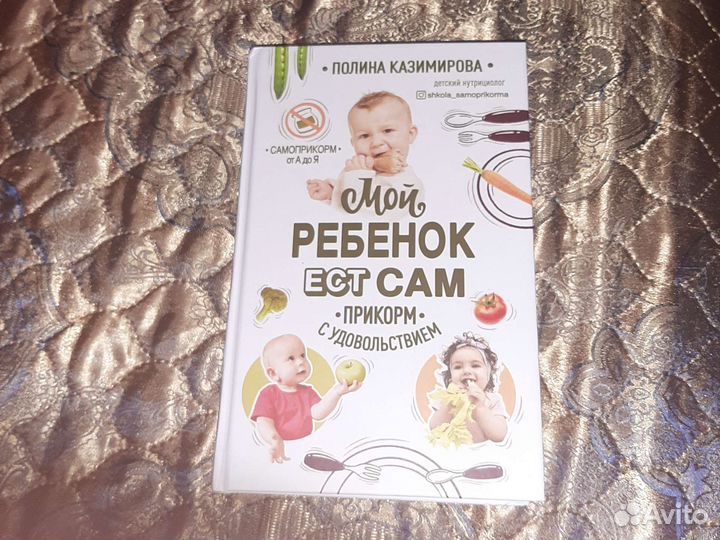 • ПОЛИНА КАЗИМИРОВА •
детский нутрициолог
shkola_samoprikorma
• САМОПРИКОРМ •
от А до Я
Мой
РЕБЕНОК
ЕСТ САМ
• ПРИКОРМ •
С УДОВОЛЬСТВИЕМ
Avito